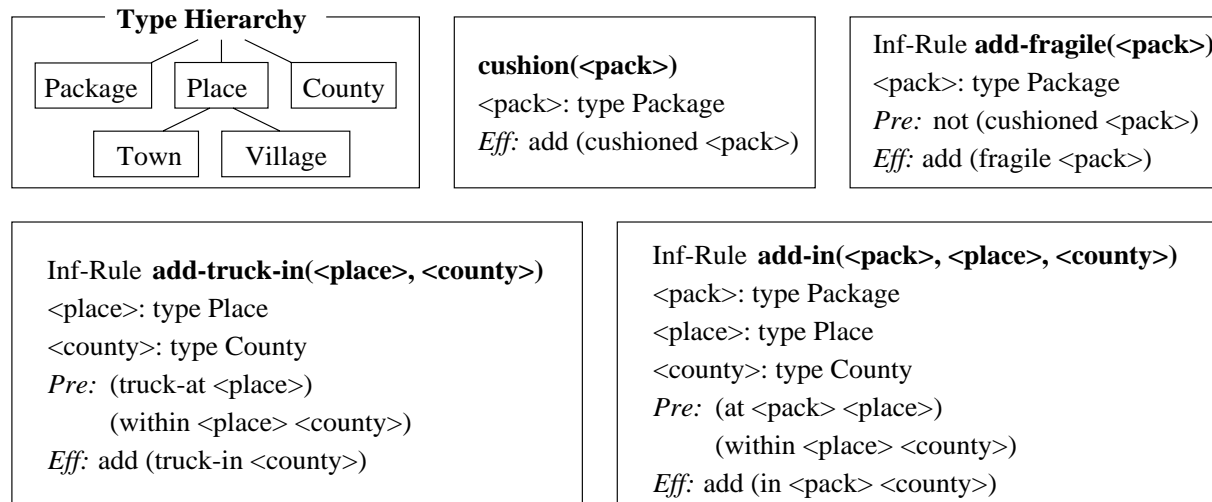 Type Hierarchy
Package Place County
Town Village
cushion(<pack>)
<pack>: type Package
Eff: add (cushioned <pack>)
Inf-Rule add-fragile(<pack>)
<pack>: type Package
Pre: not (cushioned <pack>)
Eff: add (fragile <pack>)
Inf-Rule add-truck-in(<place>, <county>)
<place>: type Place
<county>: type County
Pre: (truck-at <place>)
(within <place> <county>)
Eff: add (truck-in <county>)
Inf-Rule add-in(<pack>, <place>, <county>)
<pack>: type Package
<place>: type Place
<county>: type County
Pre: (at <pack> <place>)
(within <place> <county>)
Eff: add (in <pack> <county>)